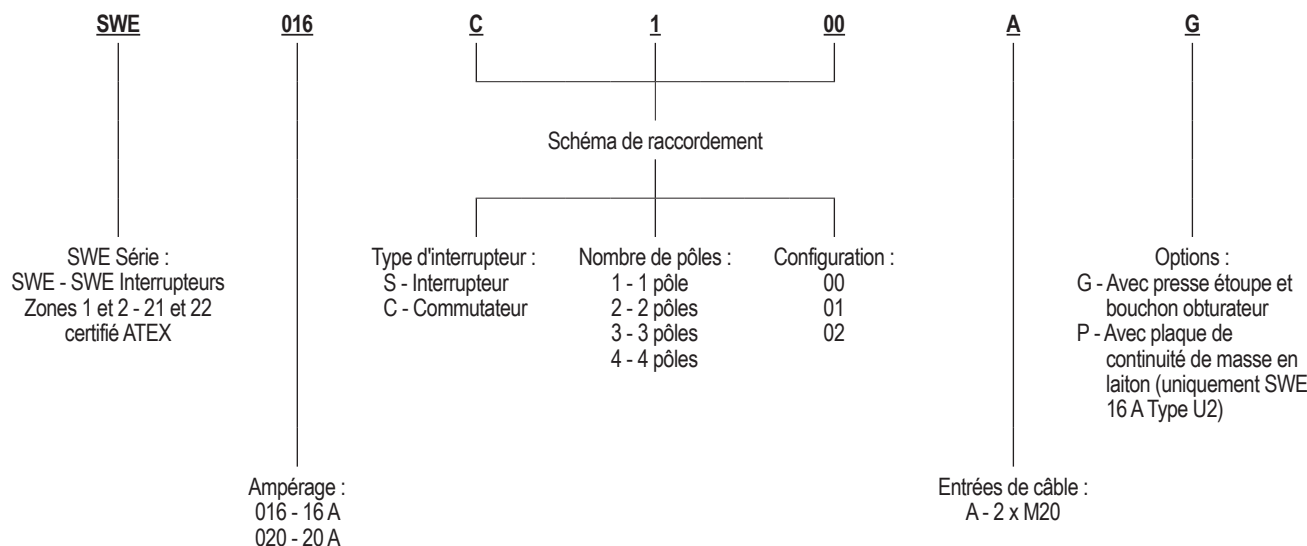 SWE 016 C 1 00 A G
Schéma de raccordement
SWE Série :
SWE - SWE Interrupteurs
Zones 1 et 2 - 21 et 22
certifié ATEX
Type d'interrupteur :
S - Interrupteur
C - Commutateur
Nombre de pôles :
1 - 1 pôle
2 - 2 pôles
3 - 3 pôles
4 - 4 pôles
Configuration :
00
01
02
Options :
G - Avec presse étoupe et
bouchon obturateur
P - Avec plaque de
continuité de masse en
laiton (uniquement SWE
16 A Type U2)
Ampérage :
016 - 16 A
020 - 20 A
Entrées de câble :
A - 2 x M20